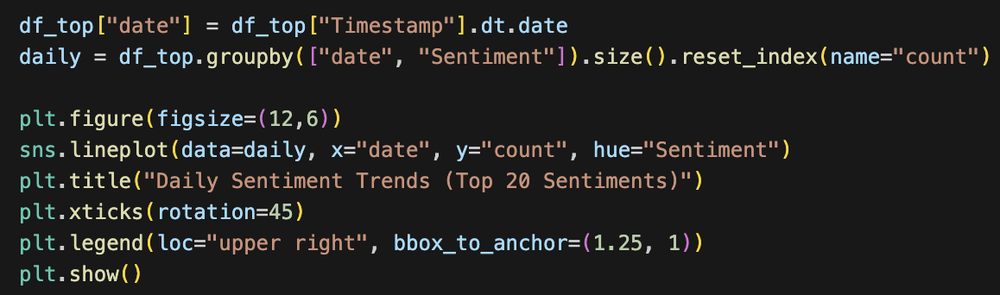 df_top["date"] = df_top["Timestamp"].dt.date
daily = df_top.groupby(["date", "Sentiment"]).size().reset_index(name="count")
plt.figure(figsize=(12,6))
sns.lineplot(data=daily, x="date", y="count", hue="Sentiment")
plt.title("Daily Sentiment Trends (Top 20 Sentiments)")
plt.xticks(rotation=45)
plt.legend(loc="upper right", bbox_to_anchor=(1.25, 1))
plt.show()